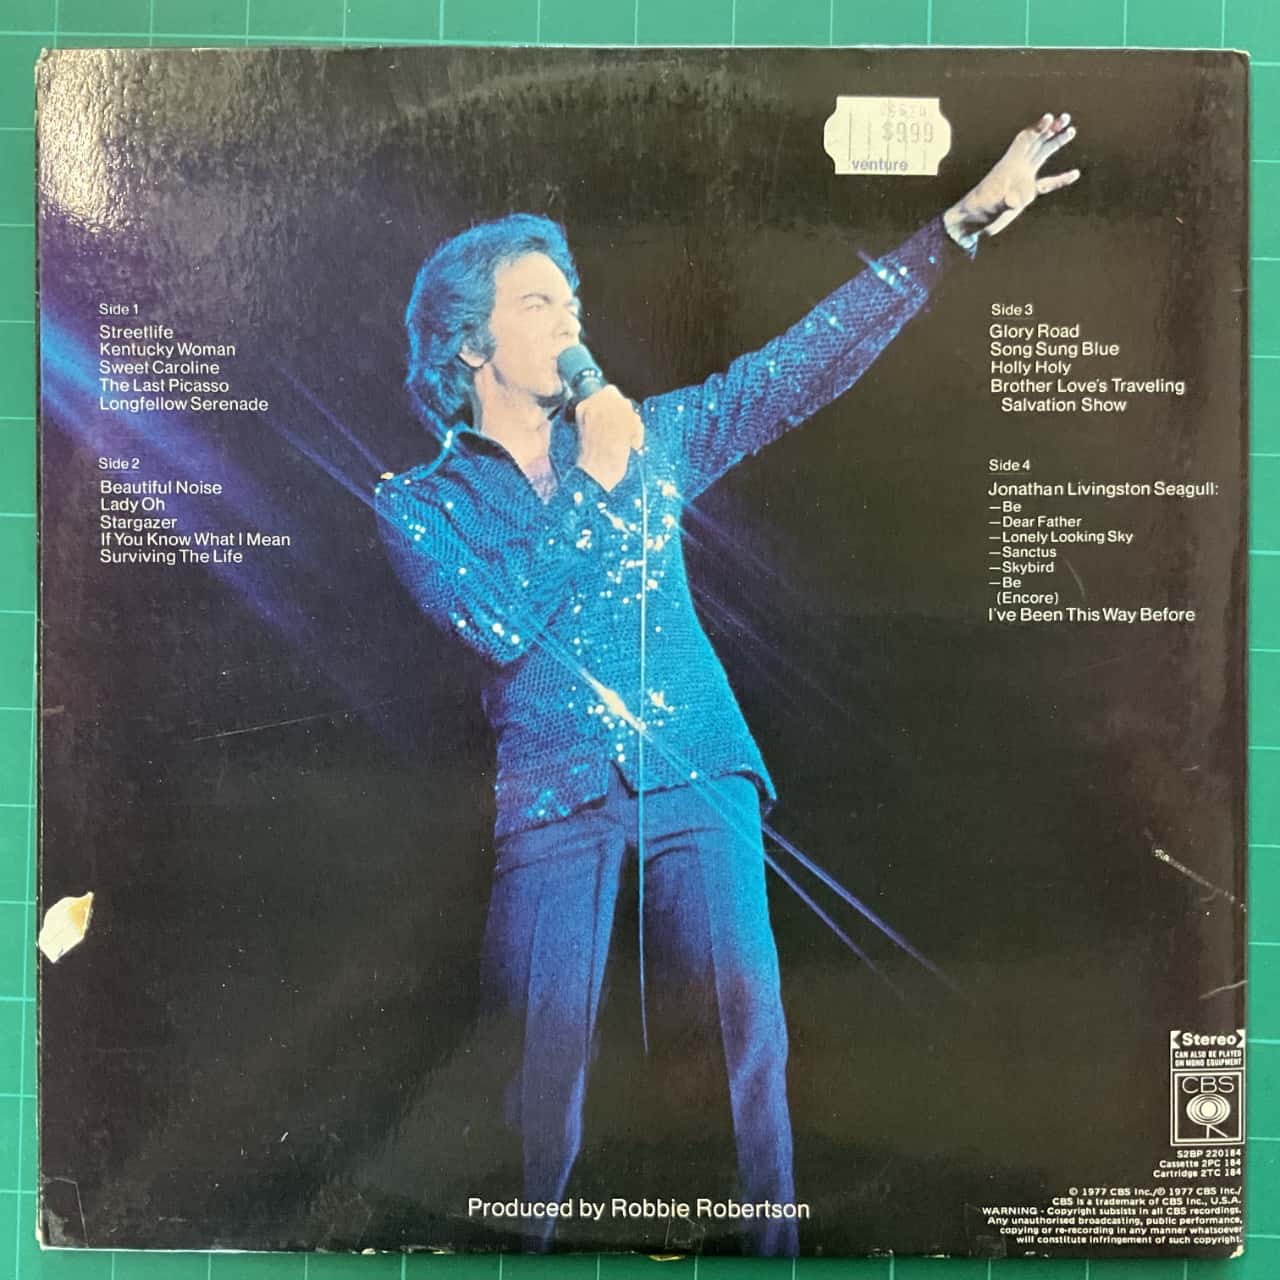 $999
venture
Side 1
Streetlife
Kentucky Woman
Sweet Caroline
The Last Picasso
Longfellow Serenade
Side 2
Beautiful Noise
Lady Oh
Stargazer
If You Know What I Mean
Surviving The Life
Side 3
Glory Road
Song Sung Blue
Holly Holy
Brother Love's Traveling
Salvation Show
Side 4
Jonathan Livingston Seagull:
—Be
—Dear Father
—Lonely Looking Sky
—Sanctus
—Skybird
—Be
(Encore)
I've Been This Way Before
Produced by Robbie Robertson
Stereo
CAN ALSO BE PLAYED
ON MONO EQUIPMENT
CBS
S2BP 220184
Cassette 2PC 184
Cartridge 2TC 184
© 1977 CBS Inc./℗ 1977 CBS Inc./
CBS is a trademark of CBS Inc., U.S.A.
WARNING - Copyright subsists in all CBS recordings.
Any unauthorised broadcasting, public performance,
copying or re-recording in any manner whatsoever
will constitute infringement of such copyright.